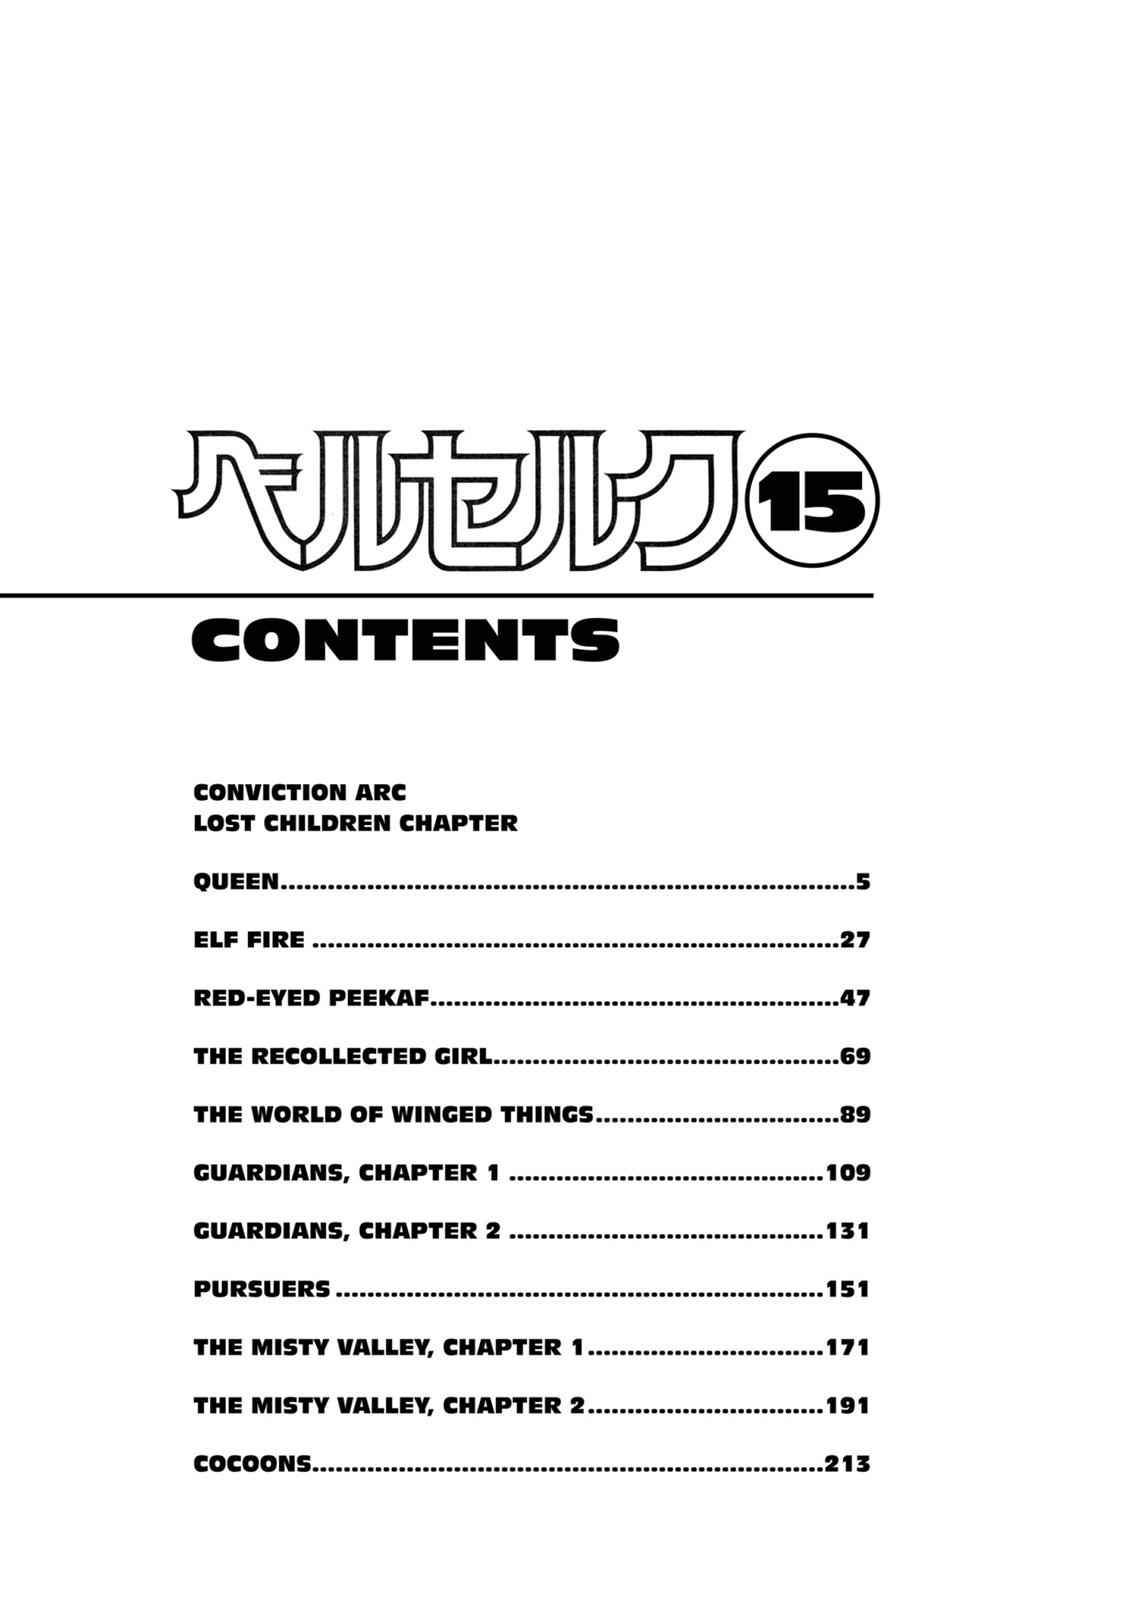 ベルセルク 15
CONTENTS
CONVICTION ARC
LOST CHILDREN CHAPTER
QUEEN..........................................................................5
ELF FIRE ....................................................................27
RED-EYED PEEKAF.....................................................47
THE RECOLLECTED GIRL............................................69
THE WORLD OF WINGED THINGS...............................89
GUARDIANS, CHAPTER 1 ........................................109
GUARDIANS, CHAPTER 2 ........................................131
PURSUERS ..............................................................151
THE MISTY VALLEY, CHAPTER 1..............................171
THE MISTY VALLEY, CHAPTER 2..............................191
COCOONS.................................................................213